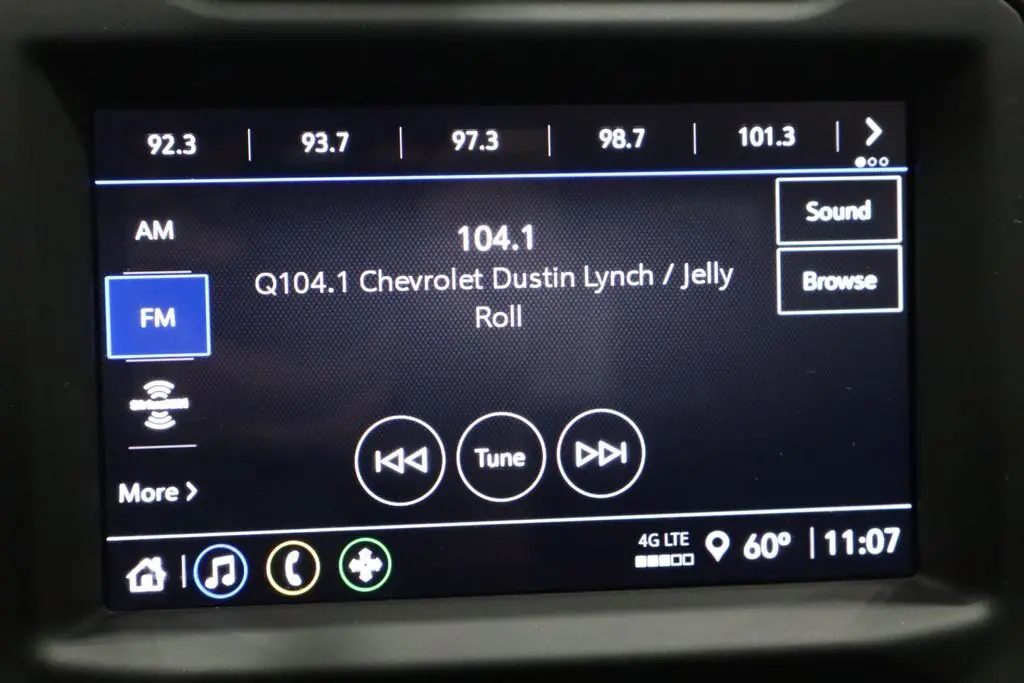 92.3 | 93.7 | 97.3 | 98.7 | 101.3 |
Sound
AM
104.1
Q104.1 Chevrolet Dustin Lynch / Jelly
Roll
Browse
FM
Tune
More
4G LTE
60° | 11:07